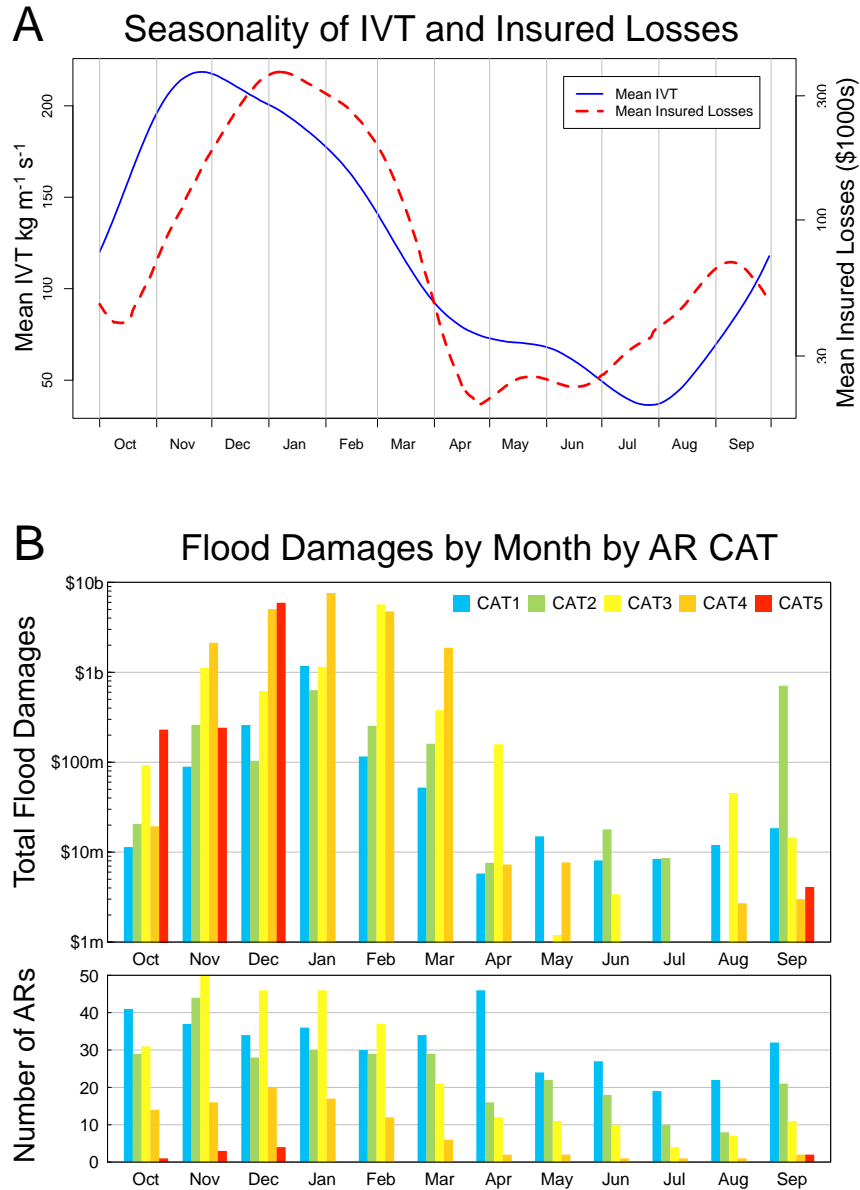 A
Seasonality of IVT and Insured Losses
Mean IVT kg m⁻¹ s⁻¹
200
150
100
50
Mean IVT
Mean Insured Losses
300
100
30
Mean Insured Losses ($1000s)
Oct Nov Dec Jan Feb Mar Apr May Jun Jul Aug Sep
B
Flood Damages by Month by AR CAT
Total Flood Damages
$10b
$1b
$100m
$10m
$1m
CAT1 CAT2 CAT3 CAT4 CAT5
Oct Nov Dec Jan Feb Mar Apr May Jun Jul Aug Sep
Number of ARs
50
40
30
20
10
0
Oct Nov Dec Jan Feb Mar Apr May Jun Jul Aug Sep